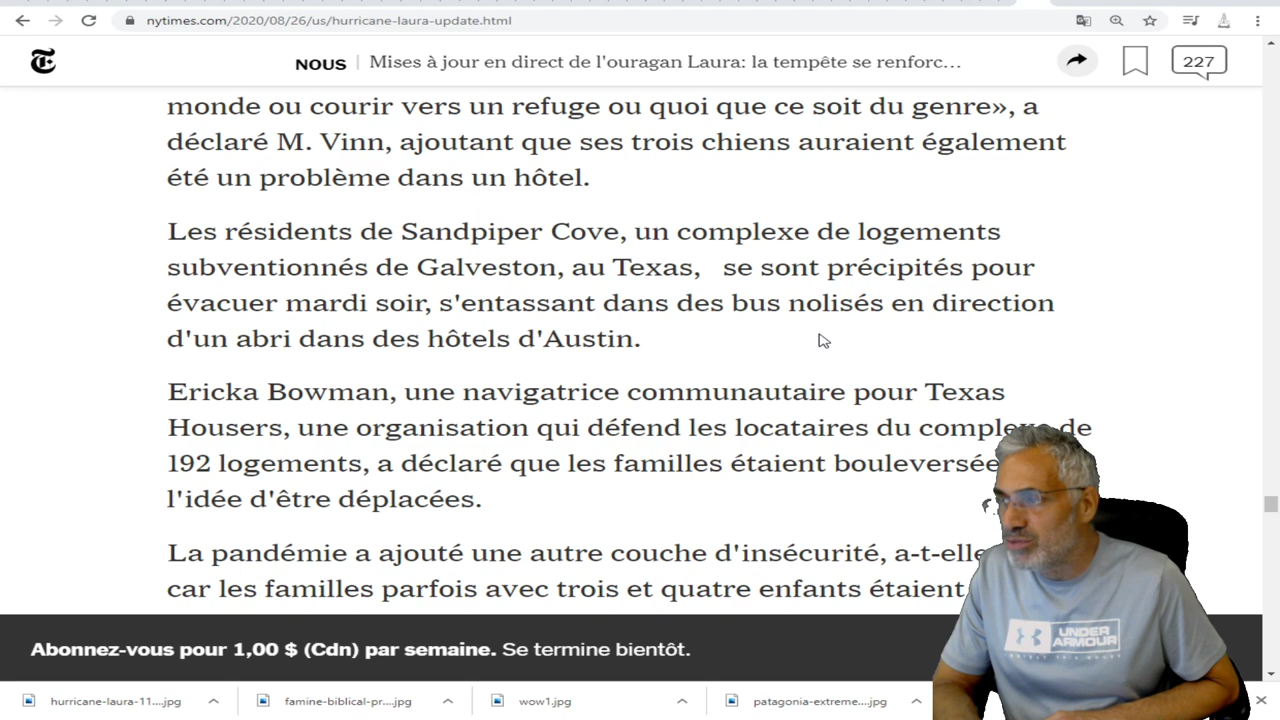 nytimes.com/2020/08/26/us/hurricane-laura-update.html
NOUS | Mises à jour en direct de l'ouragan Laura: la tempête se renforc…
227
monde ou courir vers un refuge ou quoi que ce soit du genre», a
déclaré M. Vinn, ajoutant que ses trois chiens auraient également
été un problème dans un hôtel.
Les résidents de Sandpiper Cove, un complexe de logements
subventionnés de Galveston, au Texas, se sont précipités pour
évacuer mardi soir, s'entassant dans des bus nolisés en direction
d'un abri dans des hôtels d'Austin.
Ericka Bowman, une navigatrice communautaire pour Texas
Housers, une organisation qui défend les locataires du complexe de
192 logements, a déclaré que les familles étaient
l'idée d'être déplacées.
La pandémie a ajouté une autre couche d'insécurité, a-t-elle
car les familles parfois avec trois et quatre enfants étaient
Abonnez-vous pour 1,00 $ (Cdn) par semaine. Se termine bientôt.
UNDER
ARMOUR
hurricane-laura-11....jpg
famine-biblical-pr....jpg
wow1.jpg
patagonia-extreme....jpg